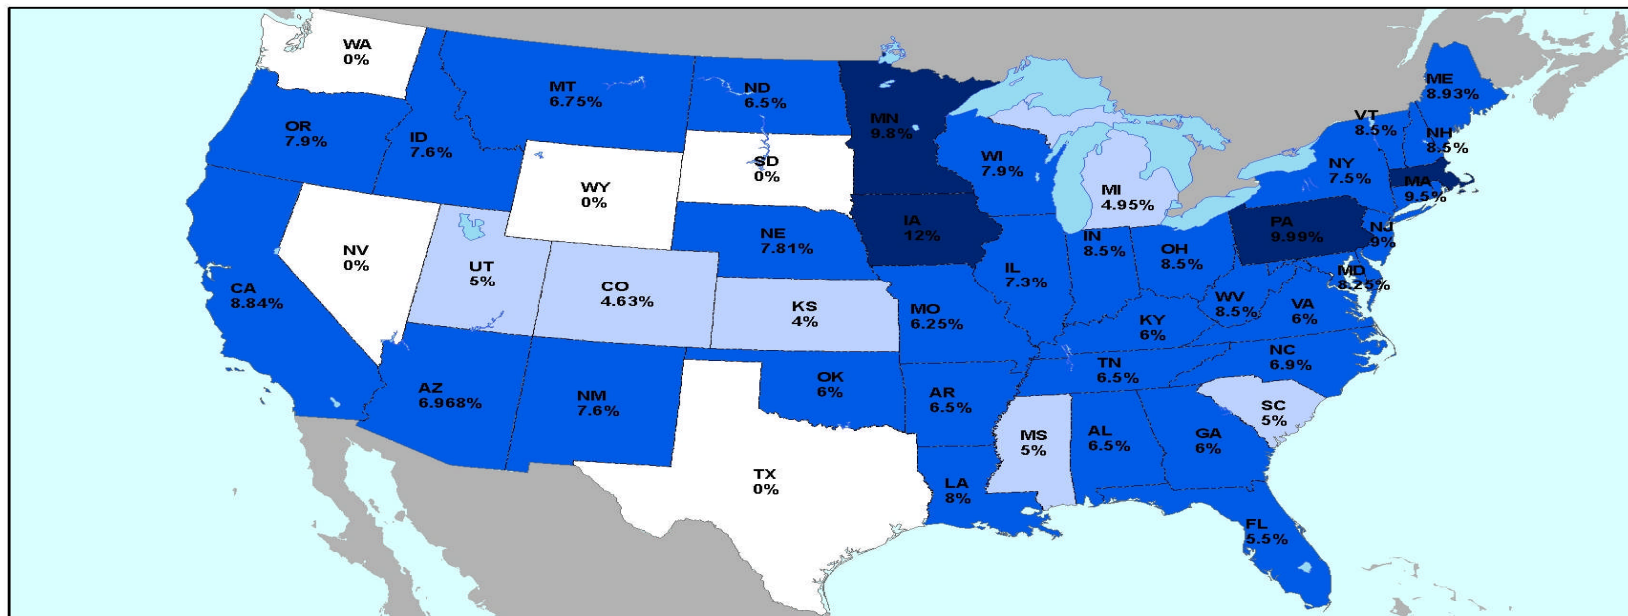 WA
0%
MT
6.75%
ND
6.5%
MN
9.8%
ME
8.93%
VT
8.5%
NH
8.5%
OR
7.9%
ID
7.6%
SD
0%
WI
7.9%
NY
7.5%
MA
9.5%
WY
0%
MI
4.95%
IA
12%
PA
9.99%
NJ
9%
NE
7.81%
IN
8.5%
OH
8.5%
NV
0%
UT
5%
CO
4.63%
IL
7.3%
MD
8.25%
CA
8.84%
KS
4%
MO
6.25%
WV
8.5%
VA
6%
KY
6%
NC
6.9%
TN
6.5%
AZ
6.968%
NM
7.6%
OK
6%
AR
6.5%
SC
5%
MS
5%
AL
6.5%
GA
6%
TX
0%
LA
8%
FL
5.5%